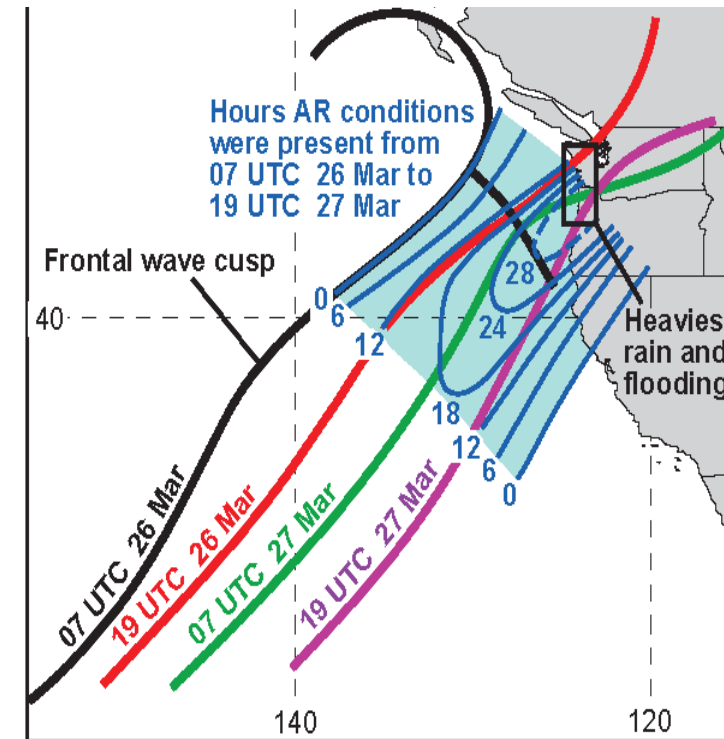 Hours AR conditions
were present from
07 UTC 26 Mar to
19 UTC 27 Mar
Frontal wave cusp
40
0
6
12
28
24
18
12
6
0
Heavies
rain and
flooding
07 UTC 26 Mar
19 UTC 26 Mar
07 UTC 27 Mar
19 UTC 27 Mar
140
120